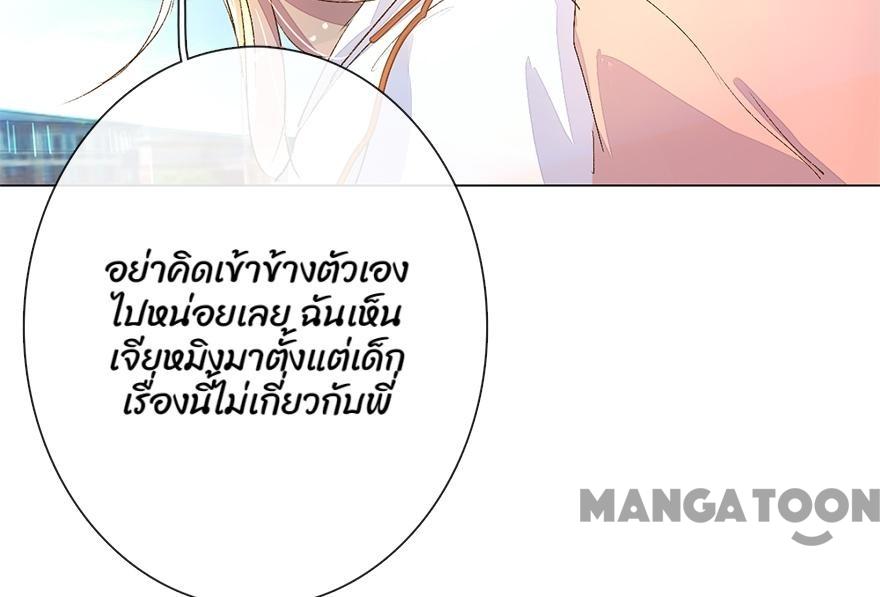 อย่าคิดเข้าข้างตัวเอง
ไปหน่อยเลย ฉันเห็น
เจียหมิงมาตั้งแต่เด็ก
เรื่องนี้ไม่เกี่ยวกับพี่
MANGATOON